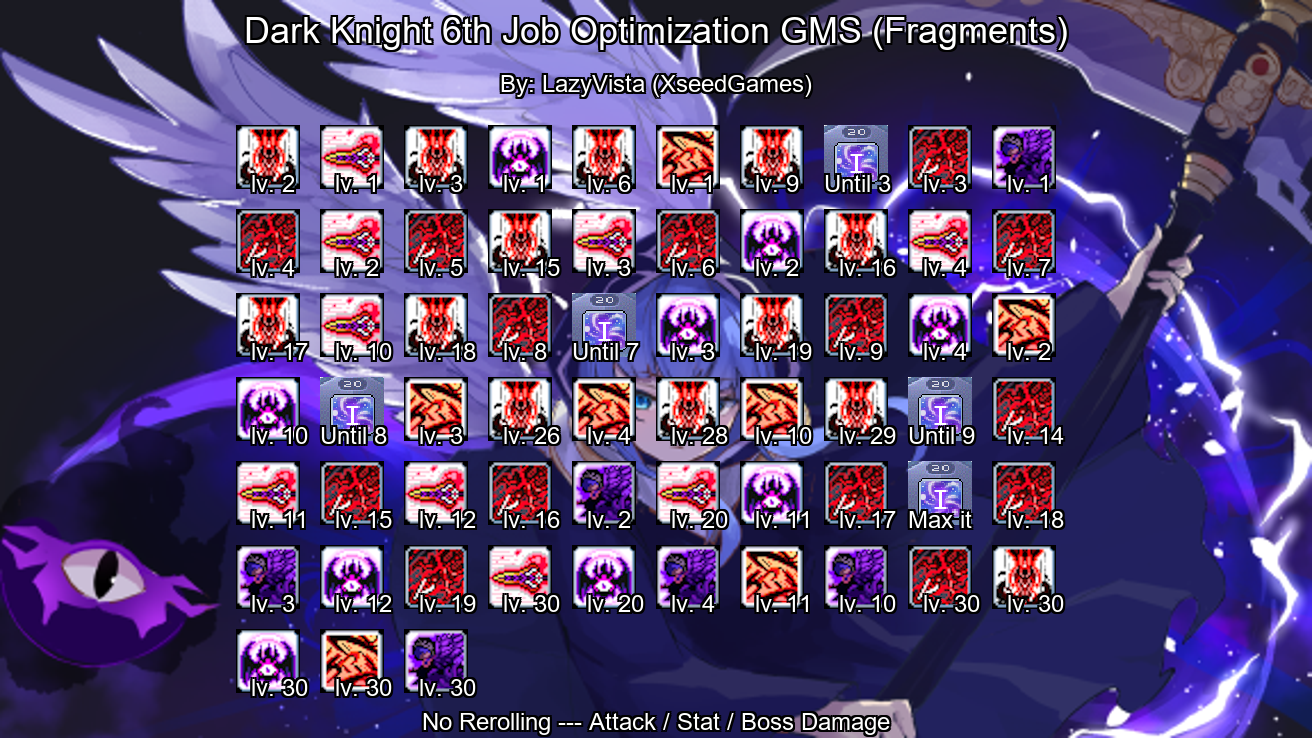 Dark Knight 6th Job Optimization GMS (Fragments)
By: LazyVista (XseedGames)
lv. 2 lv. 1 lv. 3 lv. 1 lv. 6 lv. 1 lv. 9 20 Until 3 lv. 3 lv. 1
lv. 4 lv. 2 lv. 5 lv. 15 lv. 3 lv. 6 lv. 2 lv. 16 lv. 4 lv. 7
lv. 17 lv. 10 lv. 18 lv. 8 20 Until 7 lv. 3 lv. 19 lv. 9 lv. 4 lv. 2
lv. 10 20 Until 8 lv. 3 lv. 26 lv. 4 lv. 28 lv. 10 lv. 29 20 Until 9 lv. 14
lv. 11 lv. 15 lv. 12 lv. 16 lv. 2 lv. 20 lv. 11 lv. 17 20 Max it lv. 18
lv. 3 lv. 12 lv. 19 lv. 30 lv. 20 lv. 4 lv. 11 lv. 10 lv. 30 lv. 30
lv. 30 lv. 30 lv. 30
No Rerolling --- Attack / Stat / Boss Damage